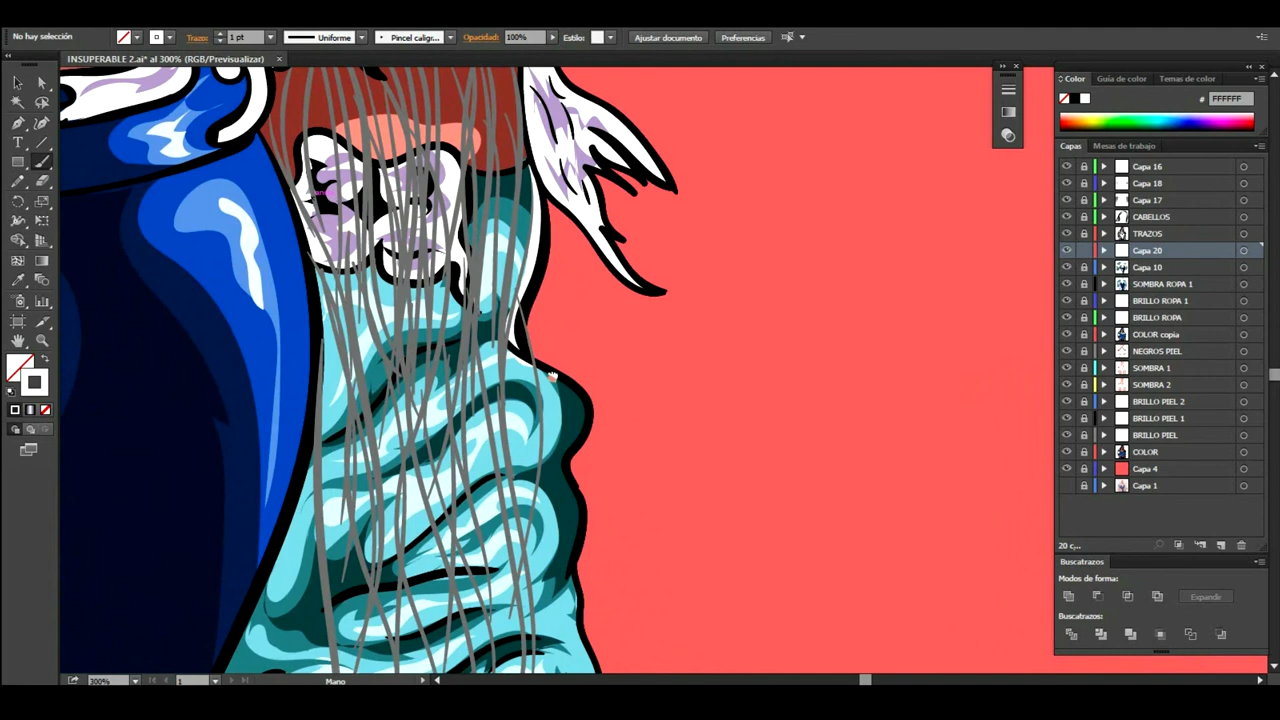 No hay selección
Trazo: 1 pt Uniforme Pincel caligr... Opacidad: 100% Estilo: Ajustar documento Preferencias
INSUPERABLE 2.ai* al 300% (RGB/Previsualizar)
Color Guía de color Temas de color
# FFFFFF
Capas Mesas de trabajo
Capa 16
Capa 18
Capa 17
CABELLOS
TRAZOS
Capa 20
Capa 10
SOMBRA ROPA 1
BRILLO ROPA 1
BRILLO ROPA
COLOR copia
NEGROS PIEL
SOMBRA 1
SOMBRA 2
BRILLO PIEL 2
BRILLO PIEL 1
BRILLO PIEL
COLOR
Capa 4
Capa 1
20 c...
Buscatrazos
Modos de forma:
Expandir
Buscatrazos:
300% 1 Mano